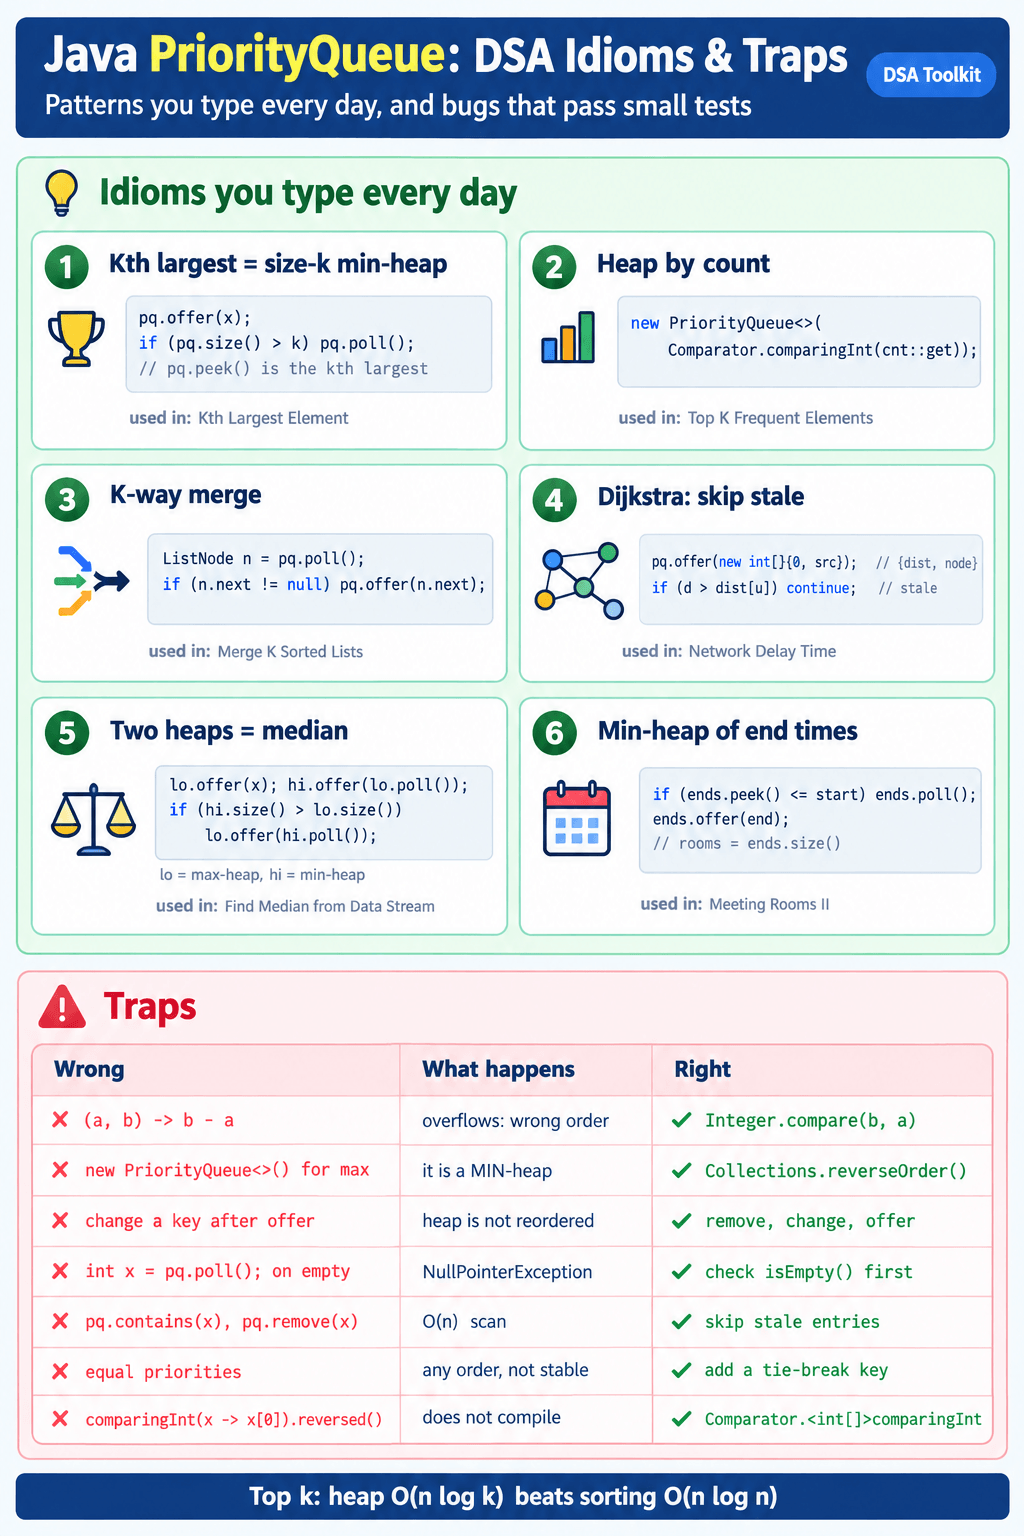 Java PriorityQueue: DSA Idioms & Traps
DSA Toolkit
Patterns you type every day, and bugs that pass small tests
Idioms you type every day
1 Kth largest = size-k min-heap
pq.offer(x);
if (pq.size() > k) pq.poll();
// pq.peek() is the kth largest
used in: Kth Largest Element
2 Heap by count
new PriorityQueue<>(
Comparator.comparingInt(cnt::get));
used in: Top K Frequent Elements
3 K-way merge
ListNode n = pq.poll();
if (n.next != null) pq.offer(n.next);
used in: Merge K Sorted Lists
4 Dijkstra: skip stale
pq.offer(new int[]{0, src}); // {dist, node}
if (d > dist[u]) continue; // stale
used in: Network Delay Time
5 Two heaps = median
lo.offer(x); hi.offer(lo.poll());
if (hi.size() > lo.size())
lo.offer(hi.poll());
lo = max-heap, hi = min-heap
used in: Find Median from Data Stream
6 Min-heap of end times
if (ends.peek() <= start) ends.poll();
ends.offer(end);
// rooms = ends.size()
used in: Meeting Rooms II
Traps
Wrong What happens Right
(a, b) -> b - a overflows: wrong order Integer.compare(b, a)
new PriorityQueue<>() for max it is a MIN-heap Collections.reverseOrder()
change a key after offer heap is not reordered remove, change, offer
int x = pq.poll(); on empty NullPointerException check isEmpty() first
pq.contains(x), pq.remove(x) O(n) scan skip stale entries
equal priorities any order, not stable add a tie-break key
comparingInt(x -> x[0]).reversed() does not compile Comparator.<int[]>comparingInt
Top k: heap O(n log k) beats sorting O(n log n)